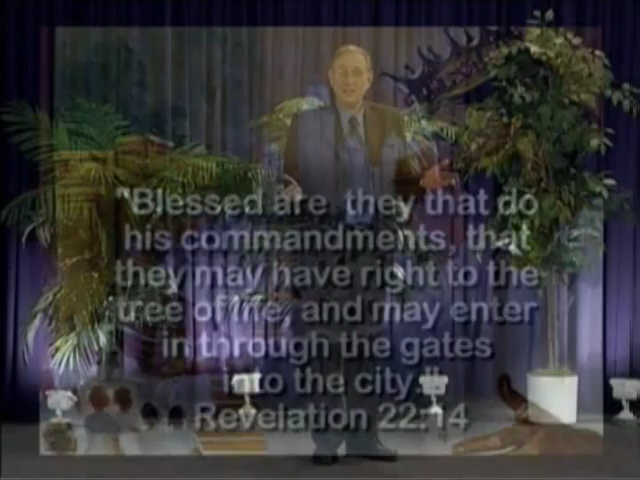 "Blessed are they that do
his commandments, that
they may have right to the
tree of life, and may enter
in through the gates
into the city."
Revelation 22:14